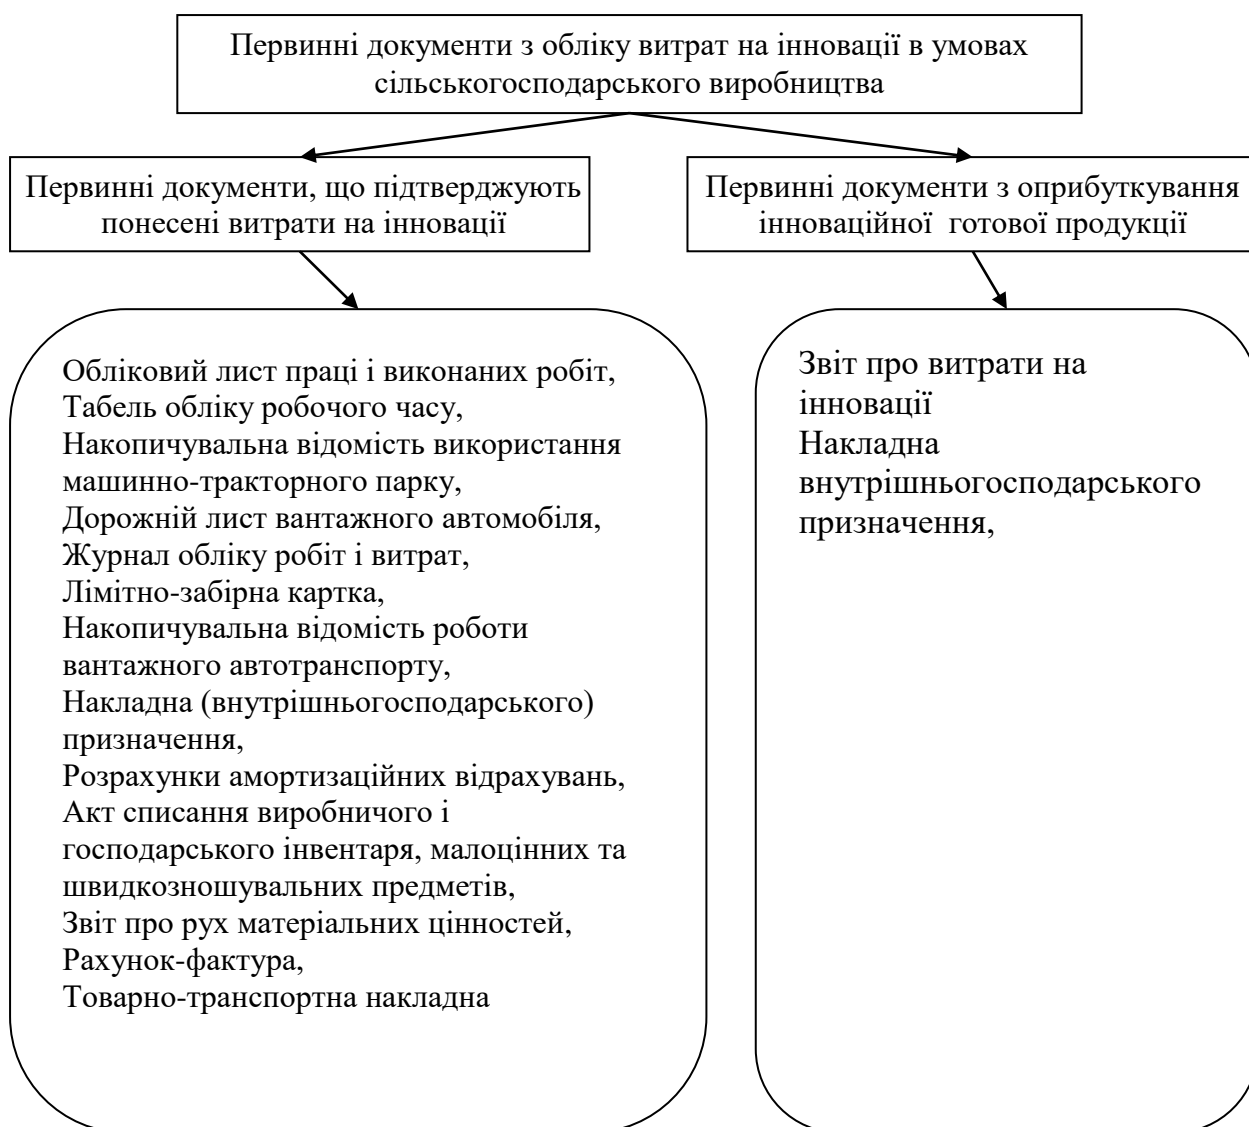 Первинні документи з обліку витрат на інновації в умовах
сільськогосподарського виробництва
Первинні документи, що підтверджують
понесені витрати на інновації
Первинні документи з оприбуткування
інноваційної готової продукції
Обліковий лист праці і виконаних робіт,
Табель обліку робочого часу,
Накопичувальна відомість використання
машинно-тракторного парку,
Дорожній лист вантажного автомобіля,
Журнал обліку робіт і витрат,
Лімітно-забірна картка,
Накопичувальна відомість роботи
вантажного автотранспорту,
Накладна (внутрішньогосподарського)
призначення,
Розрахунки амортизаційних відрахувань,
Акт списання виробничого і
господарського інвентаря, малоцінних та
швидкозношувальних предметів,
Звіт про рух матеріальних цінностей,
Рахунок-фактура,
Товарно-транспортна накладна
Звіт про витрати на
інновації
Накладна
внутрішньогосподарського
призначення,